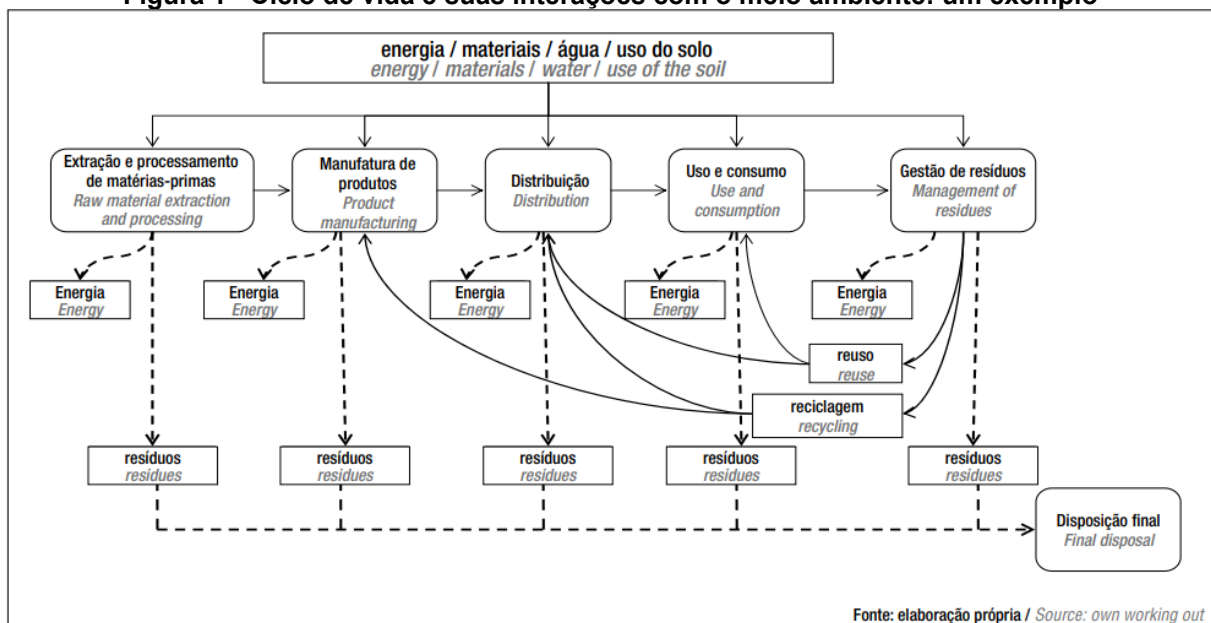 Figura 1 - Ciclo de vida e suas interações com o meio ambiente: um exemplo
energia / materiais / água / uso do solo
energy / materials / water / use of the soil
Extração e processamento
de matérias-primas
Raw material extraction
and processing
Manufatura de
produtos
Product
manufacturing
Distribuição
Distribution
Uso e consumo
Use and
consumption
Gestão de resíduos
Management of
residues
Energia
Energy
Energia
Energy
Energia
Energy
Energia
Energy
Energia
Energy
reuso
reuse
reciclagem
recycling
resíduos
residues
resíduos
residues
resíduos
residues
resíduos
residues
resíduos
residues
Disposição final
Final disposal
Fonte: elaboração própria / Source: own working out